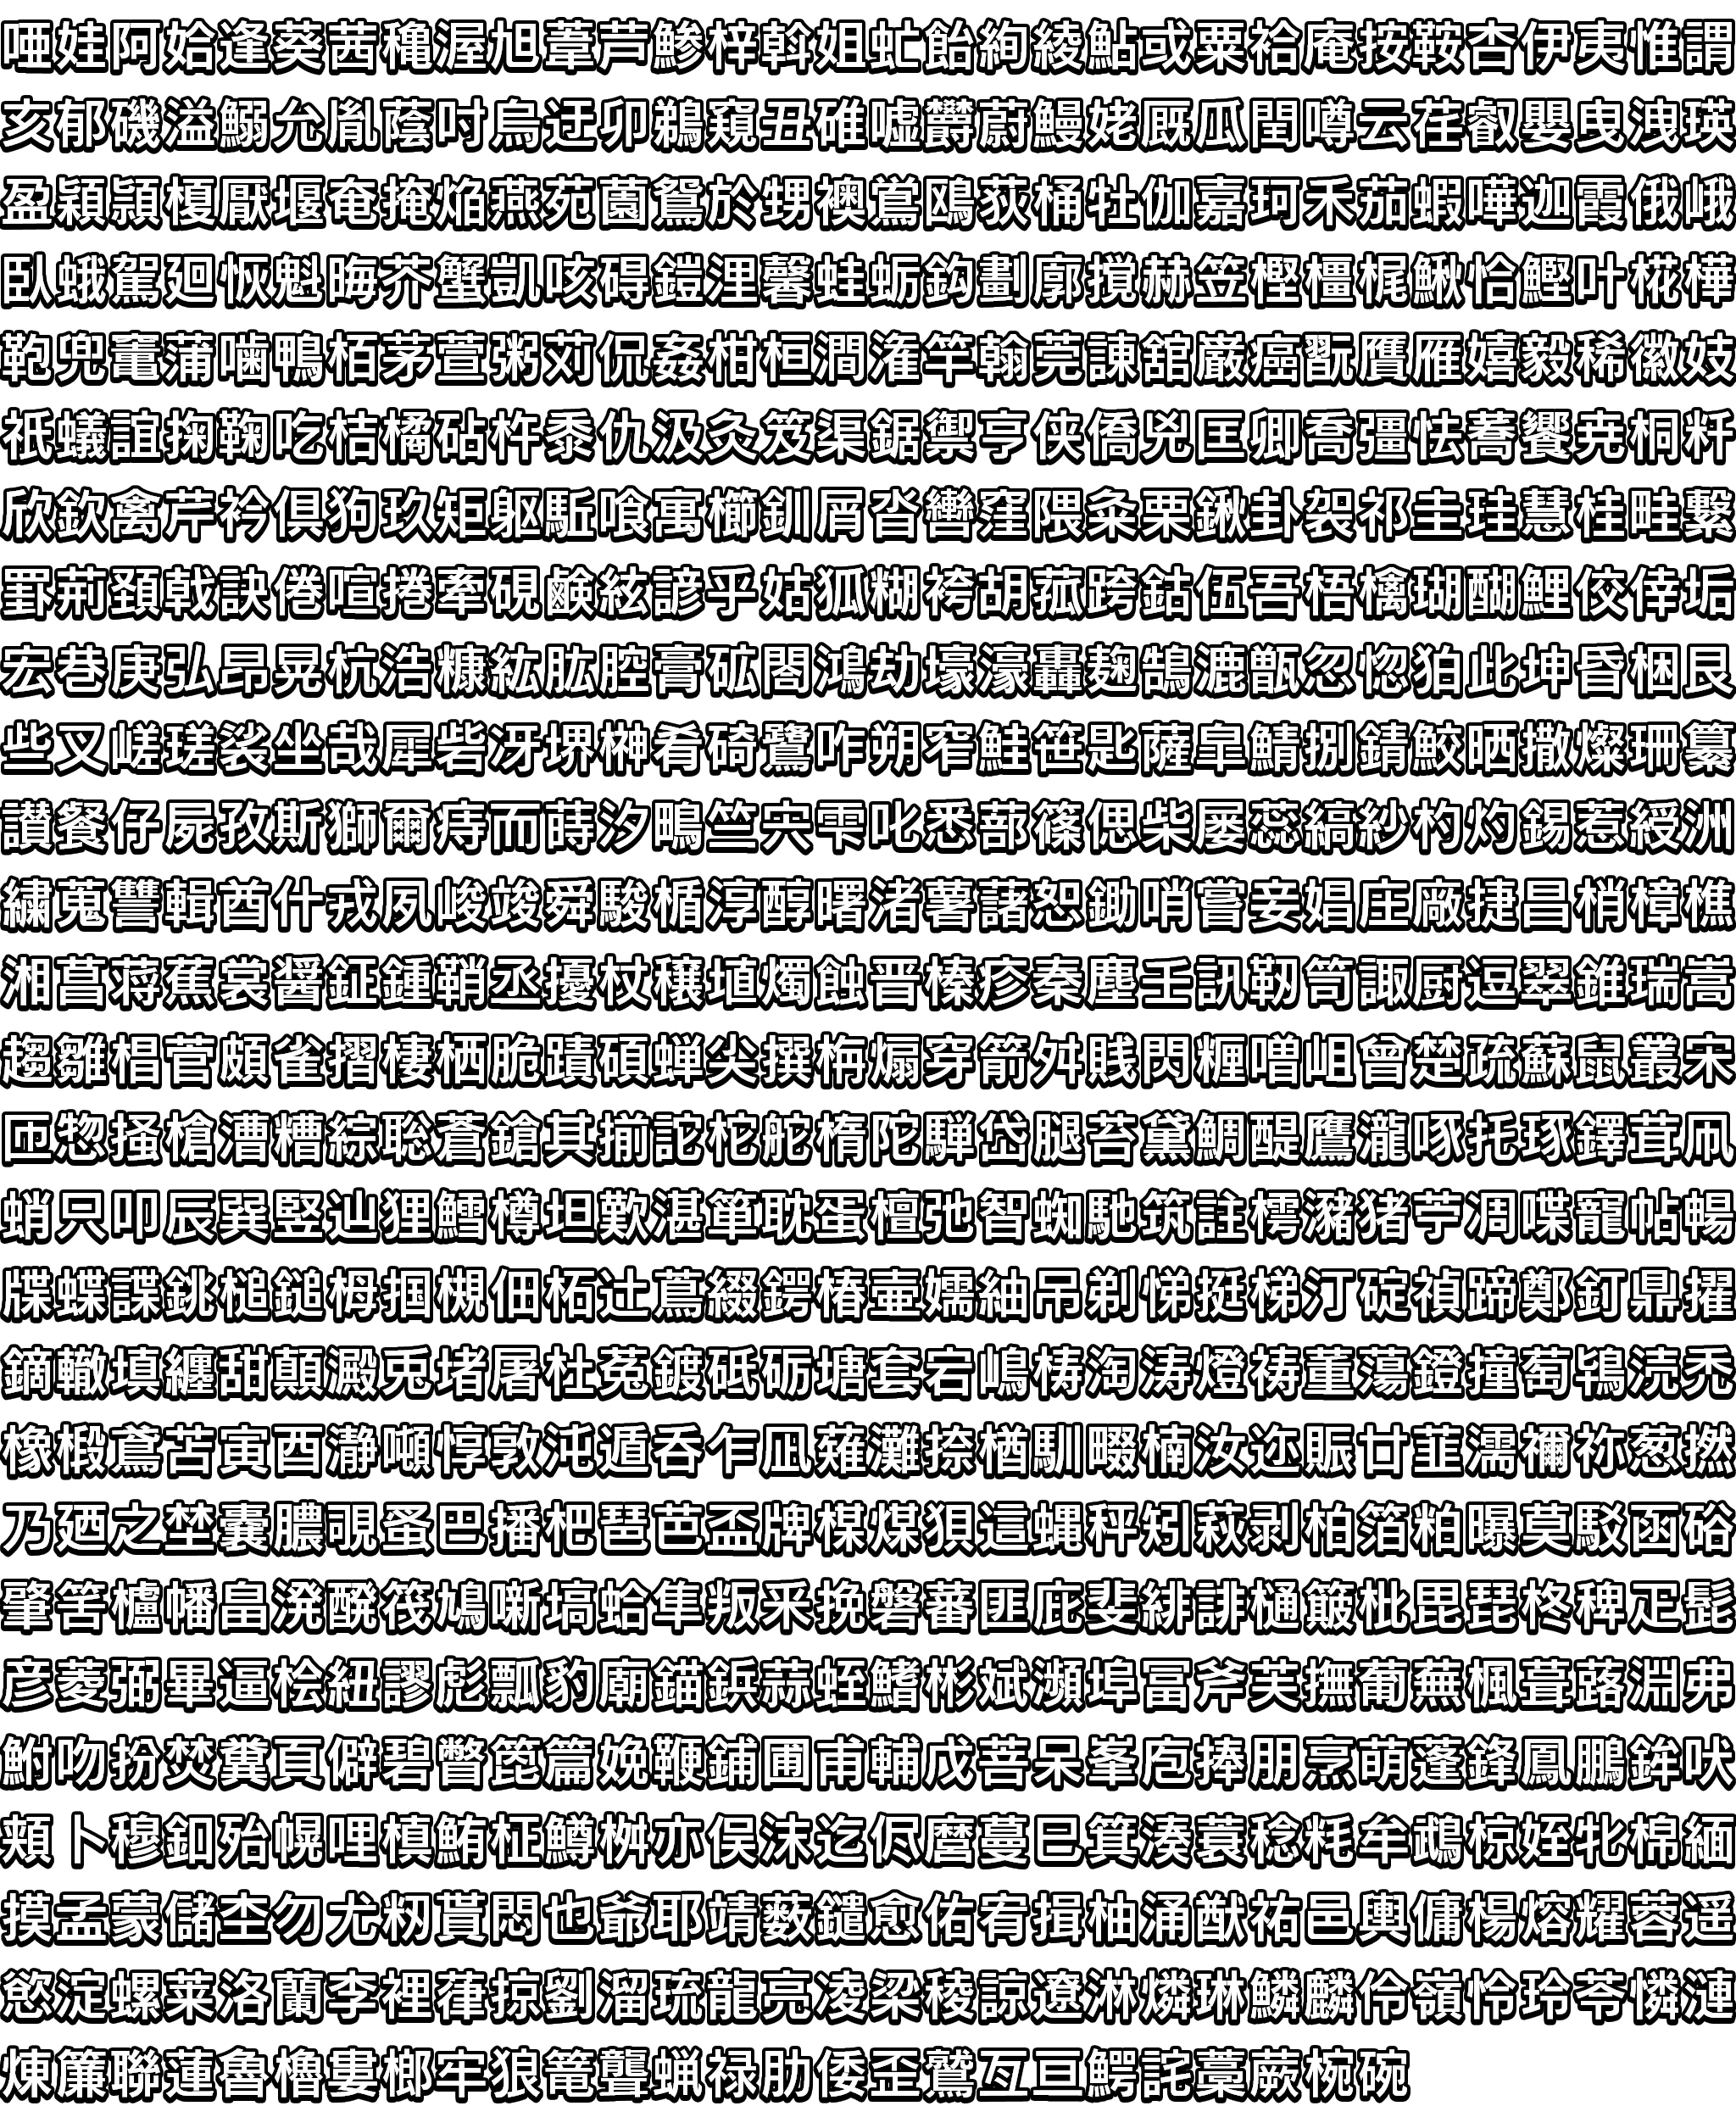 唖娃阿姶逢葵茜穐渥旭葦芦鯵梓斡姐虻飴絢綾鮎或粟袷庵按鞍杏伊夷惟謂
亥郁磯溢鰯允胤蔭吋烏迂卯鵜窺丑碓嘘欝蔚鰻姥厩瓜閏噂云荏叡嬰曳洩瑛
盈穎頴榎厭堰奄掩焔燕苑薗鴛於甥襖鴬鴎荻桶牡伽嘉珂禾茄蝦嘩迦霞俄峨
臥蛾駕廻恢魁晦芥蟹凱咳碍鎧浬馨蛙蛎鈎劃廓撹赫笠樫橿梶鰍恰鰹叶椛樺
鞄兜竃蒲噛鴨栢茅萱粥苅侃姦柑桓澗潅竿翰莞諌舘巌癌翫贋雁嬉毅稀徽妓
祇蟻誼掬鞠吃桔橘砧杵黍仇汲灸笈渠鋸禦亨侠僑兇匡卿喬彊怯蕎饗尭桐粁
欣欽禽芹衿倶狗玖矩躯駈喰寓櫛釧屑沓轡窪隈粂栗鍬卦袈祁圭珪慧桂畦繋
罫荊頚戟訣倦喧捲牽硯鹸絃諺乎姑狐糊袴胡菰跨鈷伍吾梧檎瑚醐鯉佼倖垢
宏巷庚弘昂晃杭浩糠紘肱腔膏砿閤鴻劫壕濠轟麹鵠漉甑忽惚狛此坤昏梱艮
些叉嵯瑳裟坐哉犀砦冴堺榊肴碕鷺咋朔窄鮭笹匙薩皐鯖捌錆鮫晒撒燦珊纂
讃餐仔屍孜斯獅爾痔而蒔汐鴫竺宍雫叱悉蔀篠偲柴屡蕊縞紗杓灼錫惹綬洲
繍蒐讐輯酋什戎夙峻竣舜駿楯淳醇曙渚薯藷恕鋤哨嘗妾娼庄廠捷昌梢樟樵
湘菖蒋蕉裳醤鉦鍾鞘丞擾杖穣埴燭蝕晋榛疹秦塵壬訊靭笥諏厨逗翠錐瑞嵩
趨雛椙菅頗雀摺棲栖脆蹟碩蝉尖撰栴煽穿箭舛賎閃糎噌岨曾楚疏蘇鼠叢宋
匝惣掻槍漕糟綜聡蒼鎗其揃詑柁舵楕陀騨岱腿苔黛鯛醍鷹瀧啄托琢鐸茸凧
蛸只叩辰巽竪辿狸鱈樽坦歎湛箪耽蛋檀弛智蜘馳筑註樗瀦猪苧凋喋寵帖暢
牒蝶諜銚槌鎚栂掴槻佃柘辻蔦綴鍔椿壷嬬紬吊剃悌挺梯汀碇禎蹄鄭釘鼎擢
鏑轍填纏甜顛澱兎堵屠杜菟鍍砥砺塘套宕嶋梼淘涛燈祷董蕩鐙撞萄鴇涜禿
橡椴鳶苫寅酉瀞噸惇敦沌遁呑乍凪薙灘捺楢馴畷楠汝迩賑廿韮濡禰祢葱撚
乃廼之埜嚢膿覗蚤巴播杷琶芭盃牌楳煤狽這蝿秤矧萩剥柏箔粕曝莫駁函硲
肇筈櫨幡畠溌醗筏鳩噺塙蛤隼叛釆挽磐蕃匪庇斐緋誹樋簸枇毘琵柊稗疋髭
彦菱弼畢逼桧紐謬彪瓢豹廟錨鋲蒜蛭鰭彬斌瀕埠冨斧芙撫葡蕪楓葺蕗淵弗
鮒吻扮焚糞頁僻碧瞥箆篇娩鞭鋪圃甫輔戊菩呆峯庖捧朋烹萌蓬鋒鳳鵬鉾吠
頬卜穆釦殆幌哩槙鮪柾鱒桝亦俣沫迄侭麿蔓巳箕湊蓑稔粍牟鵡椋姪牝棉緬
摸孟蒙儲杢勿尤籾貰悶也爺耶靖薮鑓愈佑宥揖柚涌猷祐邑輿傭楊熔耀蓉遥
慾淀螺莱洛蘭李裡葎掠劉溜琉龍亮凌梁稜諒遼淋燐琳鱗麟伶嶺怜玲苓憐漣
煉簾聯蓮魯櫓婁榔牢狼篭聾蝋禄肋倭歪鷲亙亘鰐詫藁蕨椀碗